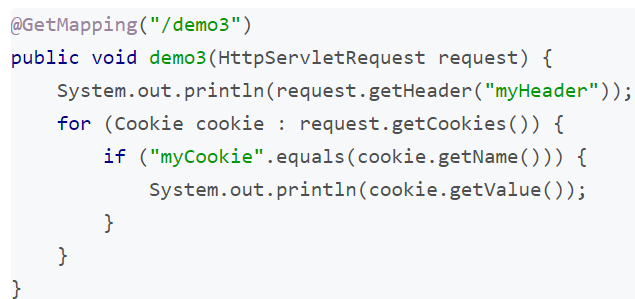 @GetMapping("/demo3")
public void demo3(HttpServletRequest request) {
    System.out.println(request.getHeader("myHeader"));
    for (Cookie cookie : request.getCookies()) {
        if ("myCookie".equals(cookie.getName())) {
            System.out.println(cookie.getValue());
        }
    }
}